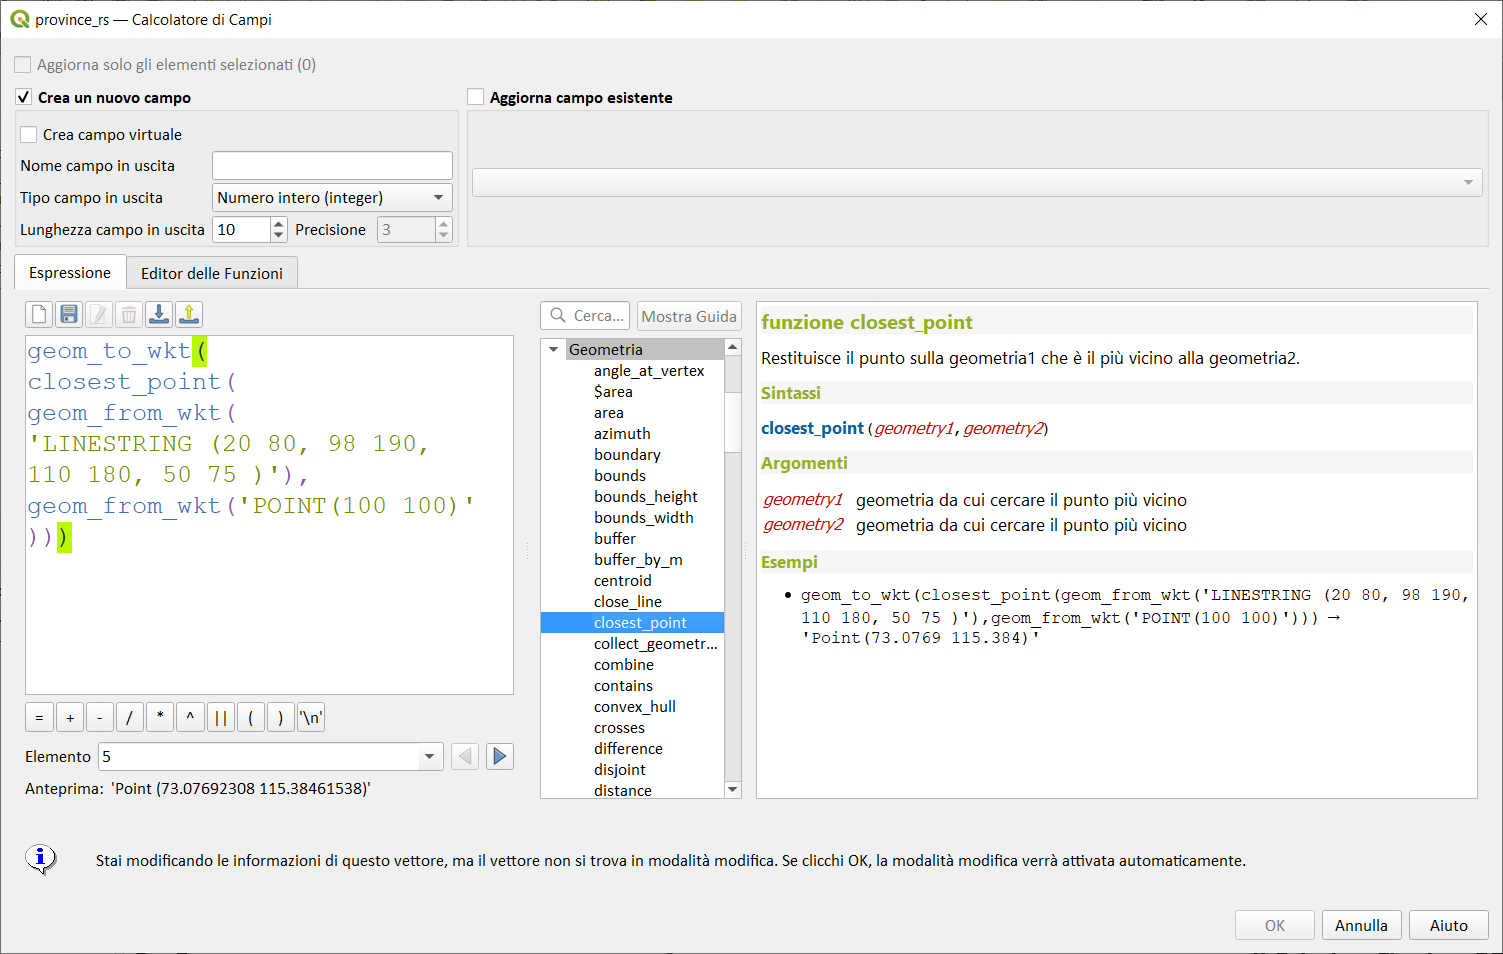 province_rs — Calcolatore di Campi
Aggiorna solo gli elementi selezionati (0)
Crea un nuovo campo
Aggiorna campo esistente
Crea campo virtuale
Nome campo in uscita
Tipo campo in uscita
Numero intero (integer)
Lunghezza campo in uscita
10
Precisione
3
Espressione
Editor delle Funzioni
geom_to_wkt(
closest_point(
geom_from_wkt(
'LINESTRING (20 80, 98 190,
110 180, 50 75 )'),
geom_from_wkt('POINT(100 100)'
)))
= + - / * ^ || ( ) '\n'
Elemento
5
Anteprima: 'Point (73.07692308 115.38461538)'
Cerca...
Mostra Guida
Geometria
angle_at_vertex
$area
area
azimuth
boundary
bounds
bounds_height
bounds_width
buffer
buffer_by_m
centroid
close_line
closest_point
collect_geometr...
combine
contains
convex_hull
crosses
difference
disjoint
distance
funzione closest_point
Restituisce il punto sulla geometria1 che è il più vicino alla geometria2.
Sintassi
closest_point(geometry1,geometry2)
Argomenti
geometry1 geometria da cui cercare il punto più vicino
geometry2 geometria da cui cercare il punto più vicino
Esempi
• geom_to_wkt(closest_point(geom_from_wkt('LINESTRING (20 80, 98 190,
110 180, 50 75 )'),geom_from_wkt('POINT(100 100)'))) →
'Point(73.0769 115.384)'
Stai modificando le informazioni di questo vettore, ma il vettore non si trova in modalità modifica. Se clicchi OK, la modalità modifica verrà attivata automaticamente.
OK
Annulla
Aiuto